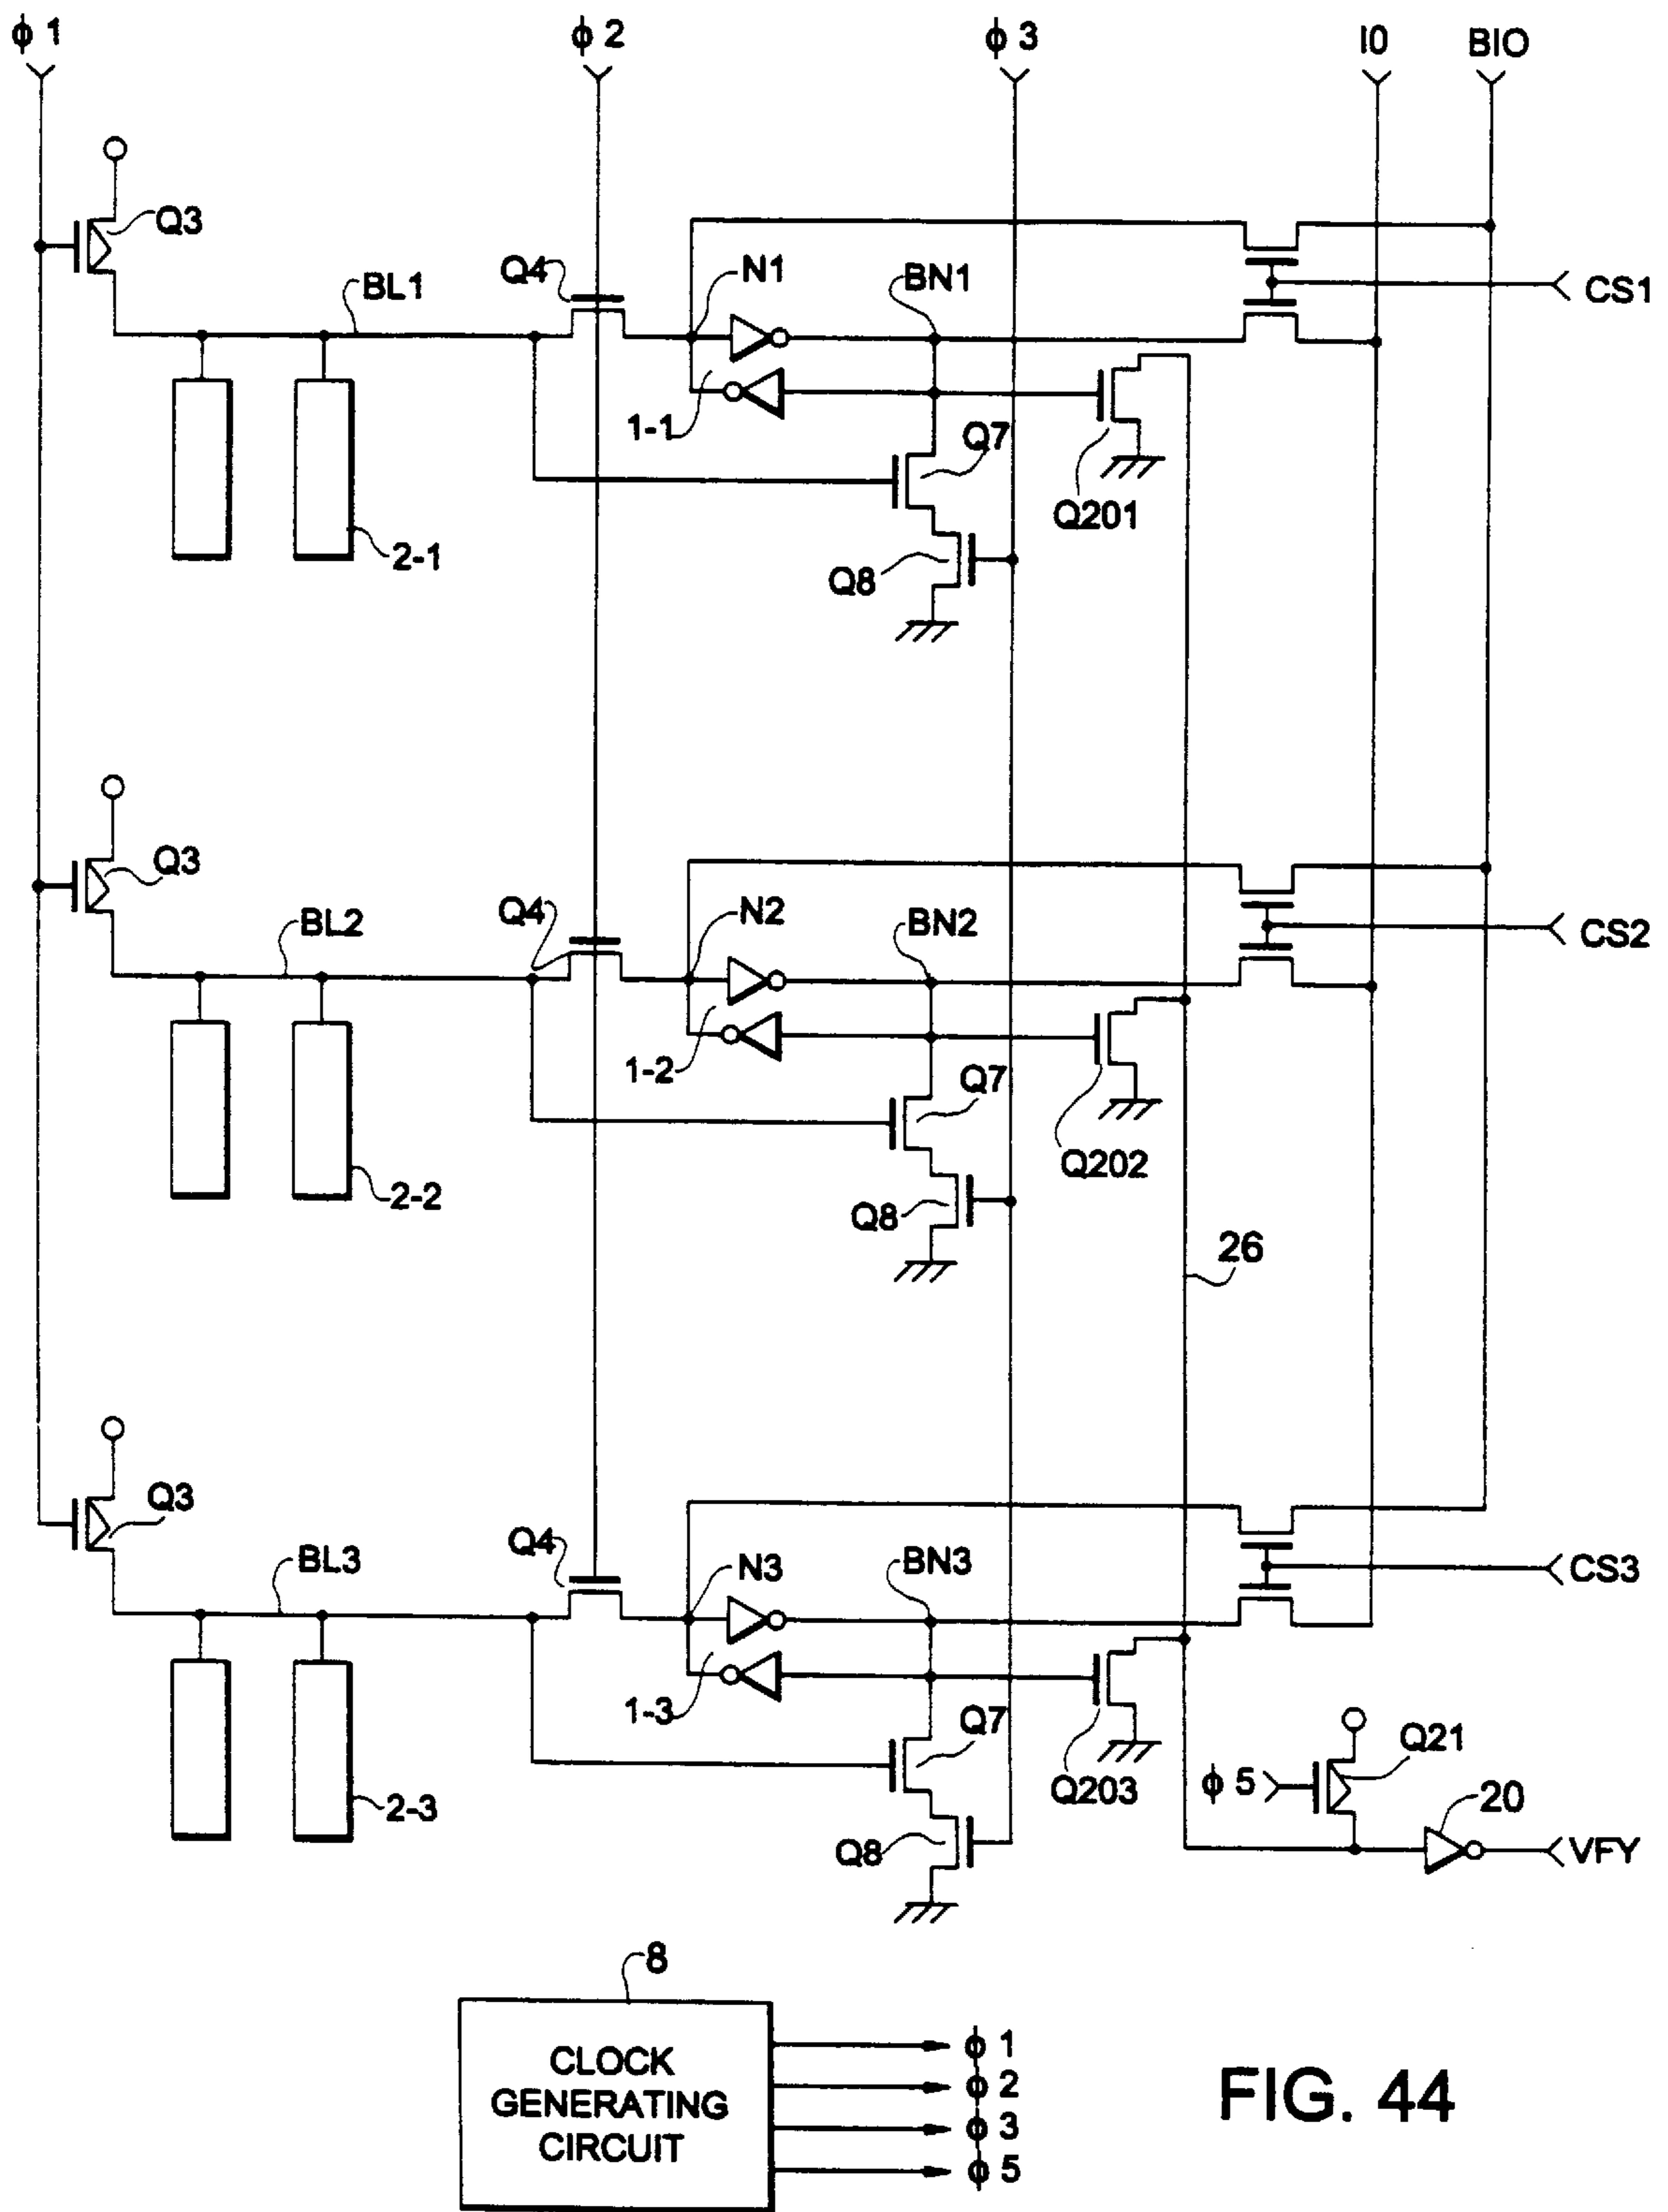 ϕ 1 ϕ 2 ϕ 3 I0 BIO
Q3
Q4 BL1 N1 BN1 CS1
1-1 Q7
Q201
2-1 Q8
Q3
Q4 BL2 N2 BN2 CS2
1-2 Q7
Q202
2-2 Q8
26
Q3
Q4 BL3 N3 BN3 CS3
1-3 Q7
Q21
Q203 ϕ 5
2-3 20
Q8 VFY
8
CLOCK
GENERATING
CIRCUIT
ϕ 1
ϕ 2
ϕ 3
ϕ 5
FIG. 44